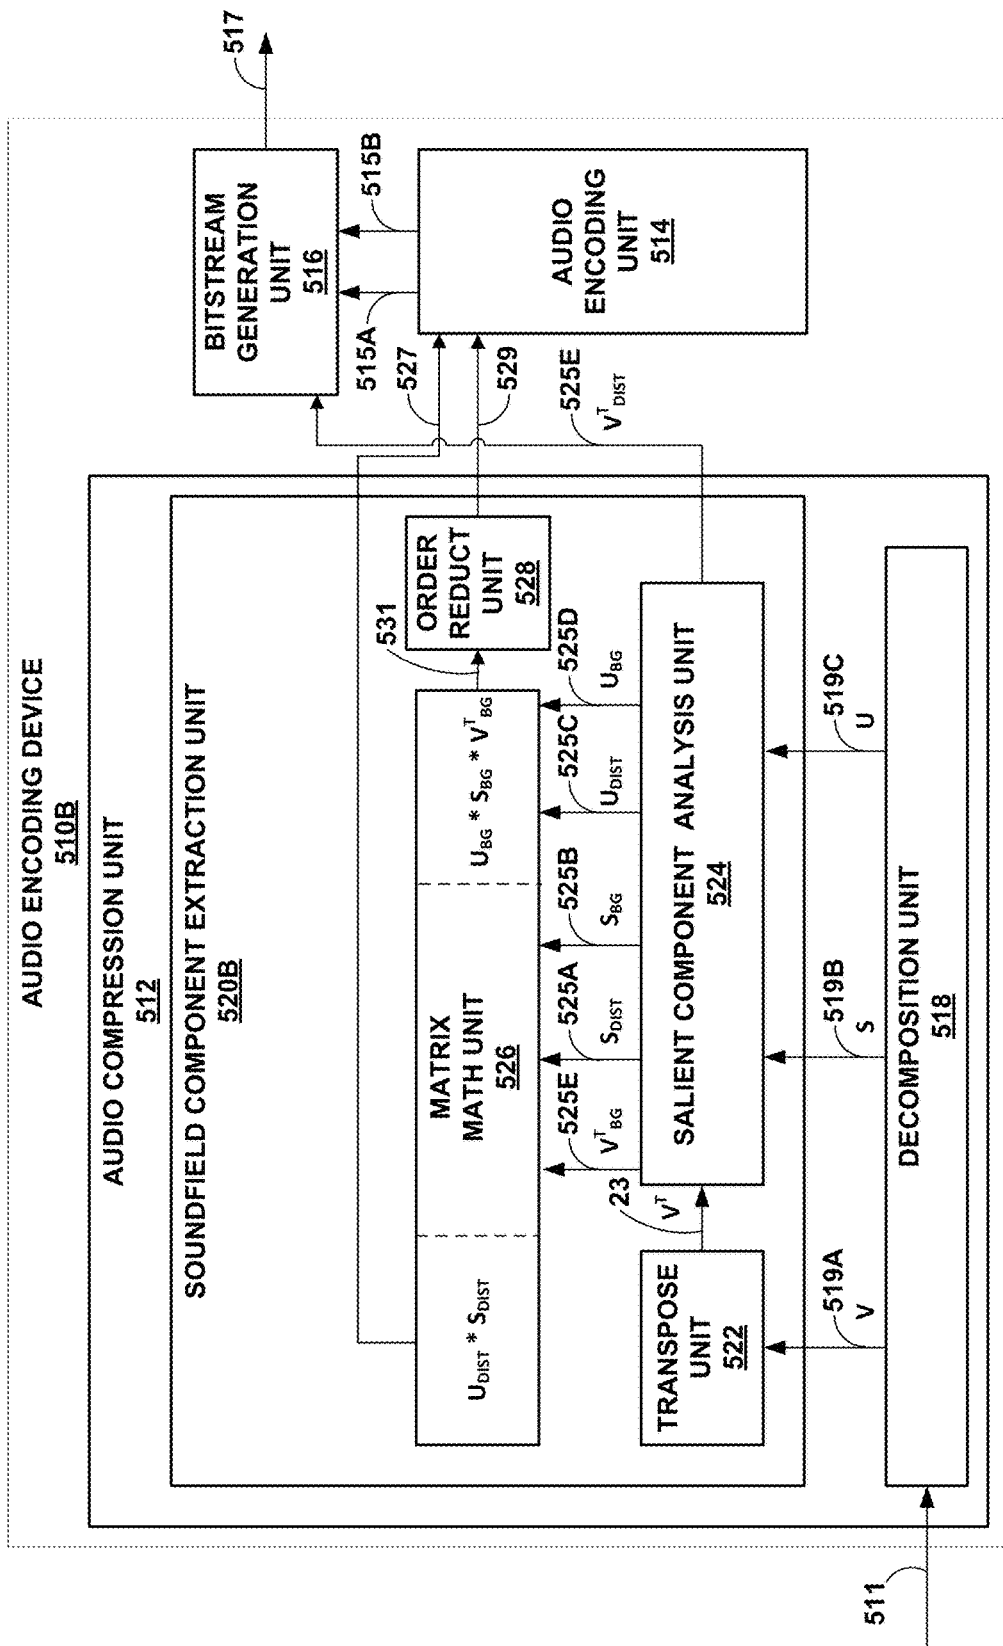 AUDIO ENCODING DEVICE
510B
AUDIO COMPRESSION UNIT
512
SOUNDFIELD COMPONENT EXTRACTION UNIT
520B
U_DIST * S_DIST
MATRIX
MATH UNIT
526
U_BG * S_BG * V^T_BG
531
ORDER
REDUCT
UNIT
528
525E
V^T_BG
525A
S_DIST
525B
S_BG
525C
U_DIST
525D
U_BG
TRANSPOSE
UNIT
522
23
V^T
SALIENT COMPONENT ANALYSIS UNIT
524
519A
V
519B
S
519C
U
DECOMPOSITION UNIT
518
511
BITSTREAM
GENERATION
UNIT
516
517
515A
515B
527
529
AUDIO
ENCODING
UNIT
514
525E
V^T_DIST